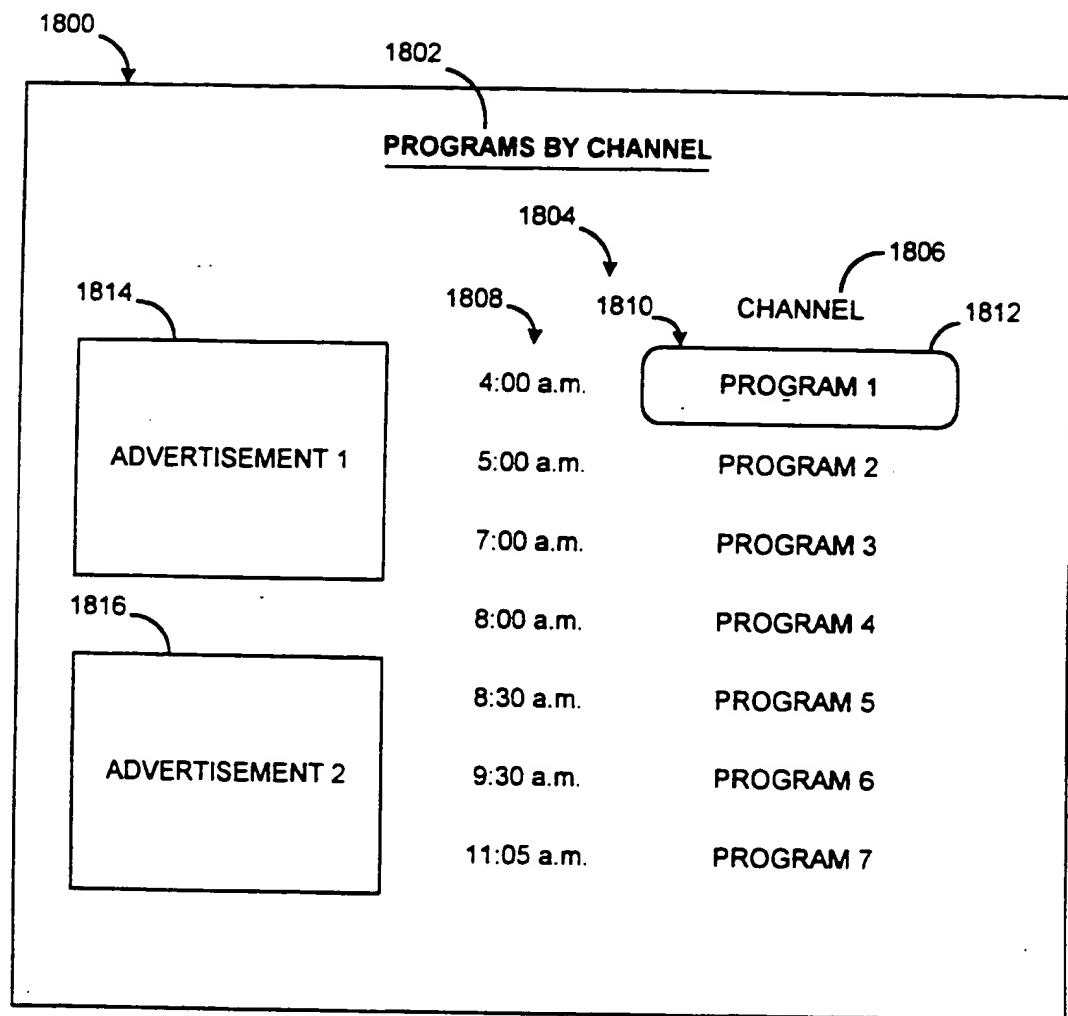 1800
1802
PROGRAMS BY CHANNEL
1804
1806
1814
1808
1810
CHANNEL
1812
4:00 a.m.
PROGRAM 1
ADVERTISEMENT 1
5:00 a.m.
PROGRAM 2
7:00 a.m.
PROGRAM 3
1816
8:00 a.m.
PROGRAM 4
8:30 a.m.
PROGRAM 5
ADVERTISEMENT 2
9:30 a.m.
PROGRAM 6
11:05 a.m.
PROGRAM 7